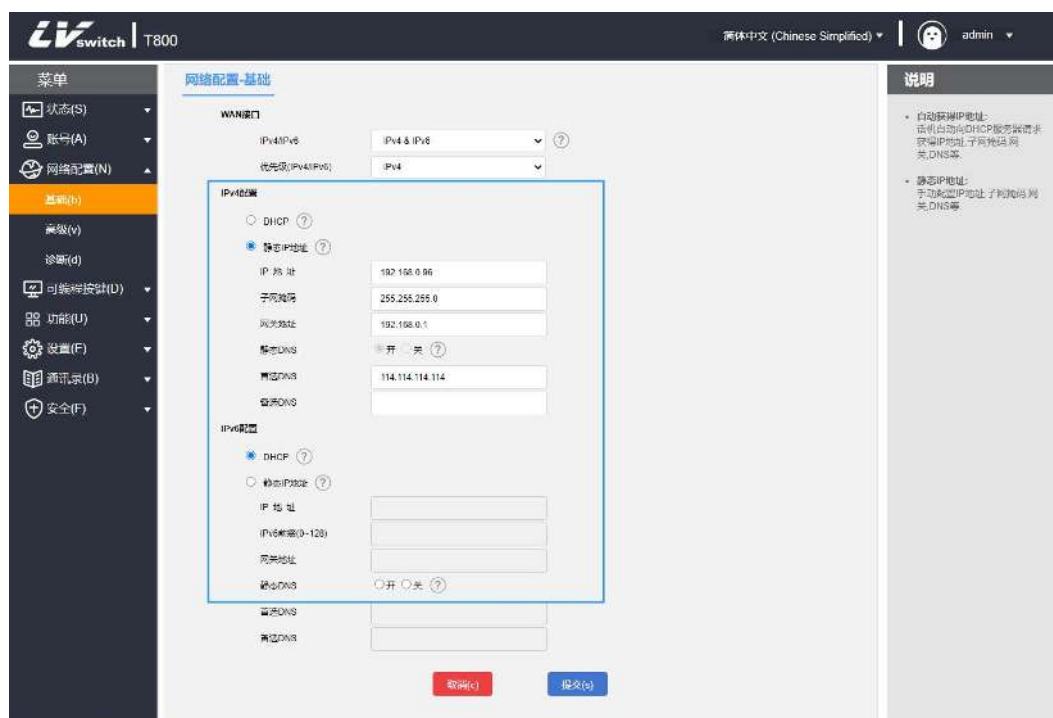 LV switch T800
简体中文 (Chinese Simplified)
admin
菜单
状态(S)
账号(A)
网络配置(N)
基础(b)
高级(v)
诊断(d)
可编程按键(D)
功能(U)
设置(F)
通讯录(B)
安全(F)
网络配置-基础
WAN接口
IPv4/IPv6
IPv4 & IPv6
优先级(IPv4/IPv6)
IPv4
IPv4配置
DHCP
静态IP地址
IP 地 址
192.168.0.96
子网掩码
255.255.255.0
网关地址
192.168.0.1
静态DNS
开 关
首选DNS
114.114.114.114
备选DNS
IPv6配置
DHCP
静态IP地址
IP 地 址
IPv6前缀(0~128)
网关地址
静态DNS
开 关
首选DNS
首选DNS
取消(c)
提交(s)
说明
自动获得IP地址:
话机自动向DHCP服务器请求
获得IP地址,子网掩码,网
关,DNS等.
静态IP地址:
手动配置IP地址,子网掩码,网
关,DNS等.